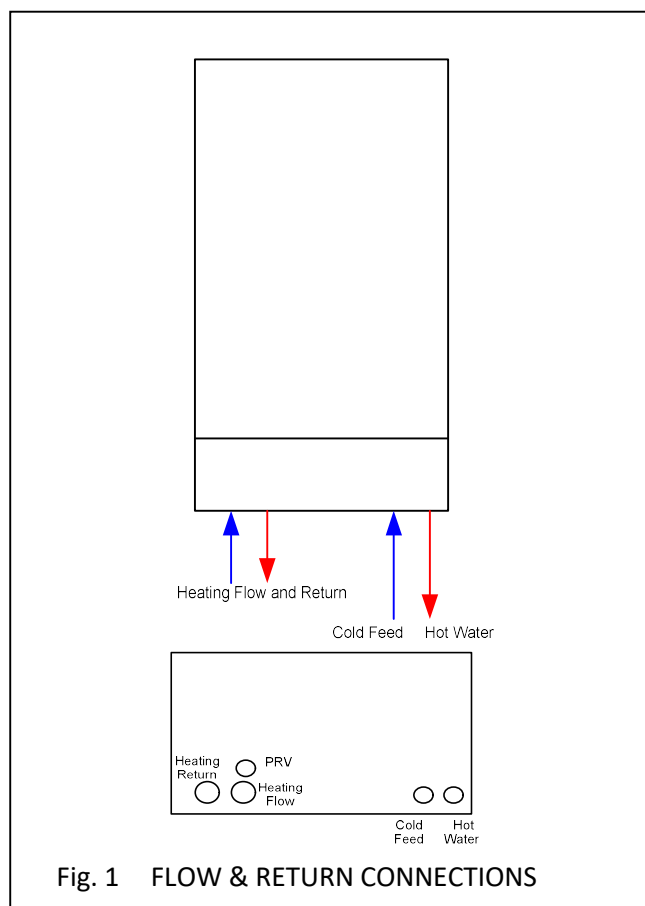 Heating Flow and Return
Cold Feed
Hot Water
Heating
Return
PRV
Heating
Flow
Cold
Feed
Hot
Water
Fig. 1 FLOW & RETURN CONNECTIONS